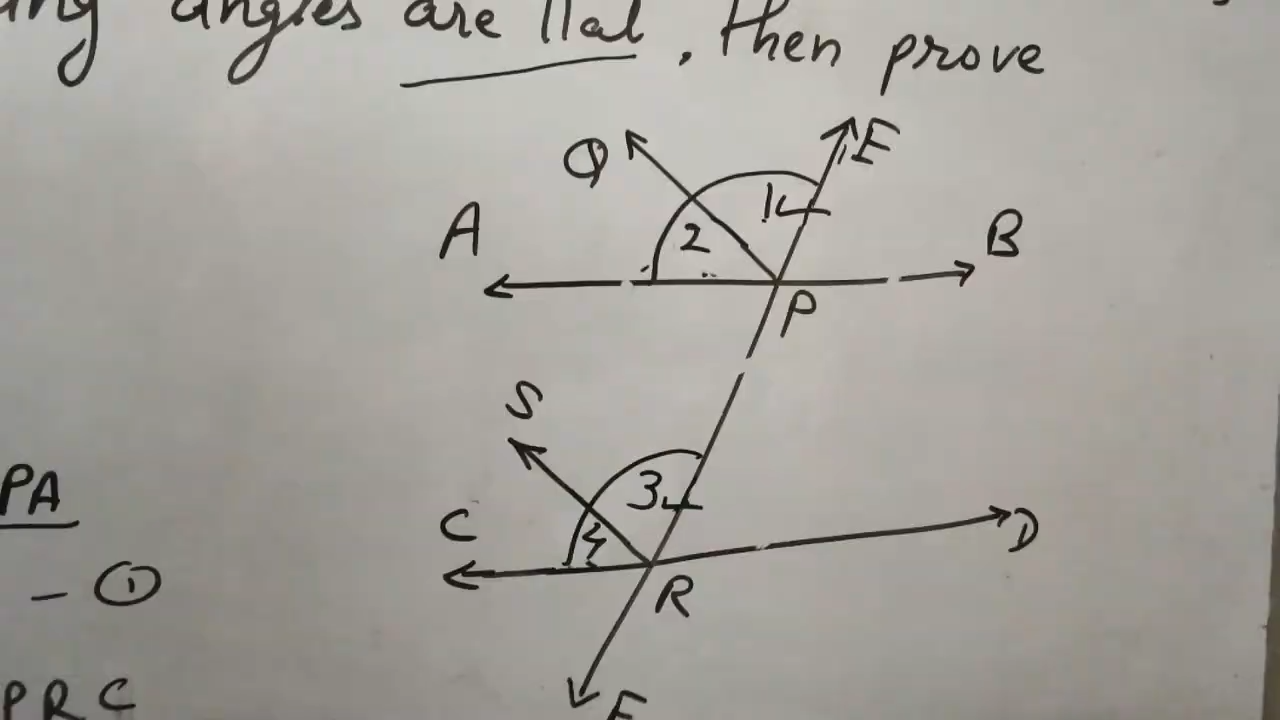 angles are ||al, then prove
Q
E
A
1
2
B
P
S
PA
3
C
4
D
- ①
R
PRC
F